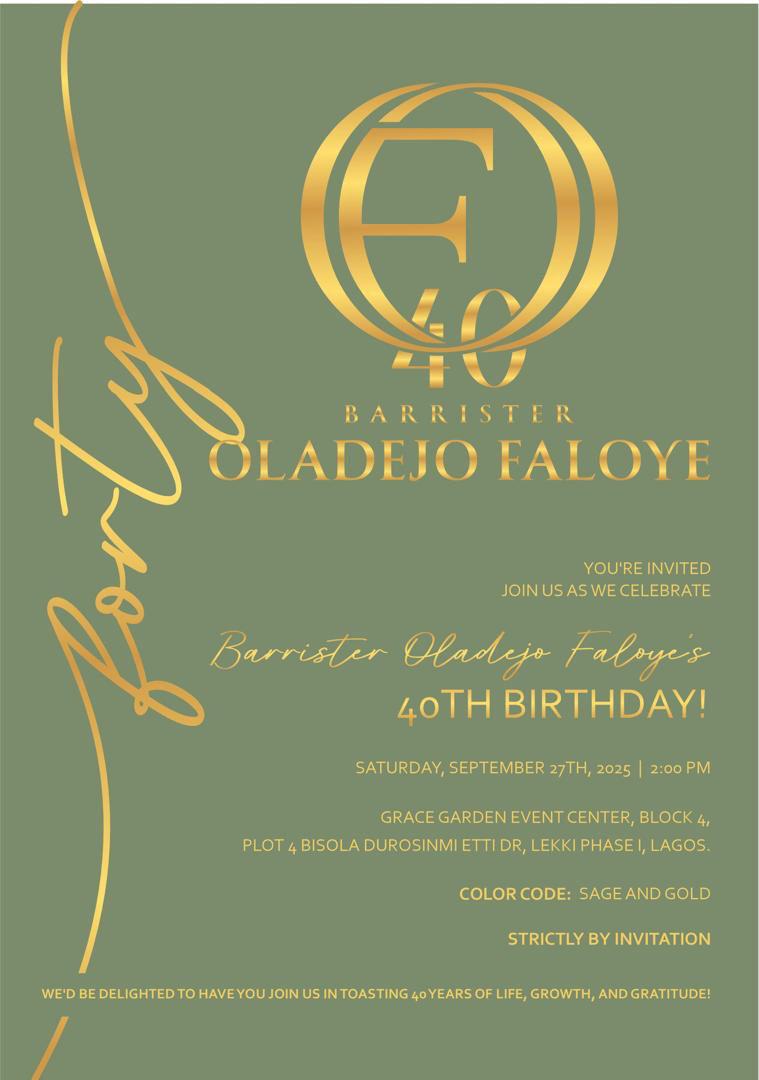 forty
FO
40
BARRISTER
OLADEJO FALOYE
YOU'RE INVITED
JOIN US AS WE CELEBRATE
Barrister Oladejo Faloye's
40TH BIRTHDAY!
SATURDAY, SEPTEMBER 27TH, 2025 | 2:00 PM
GRACE GARDEN EVENT CENTER, BLOCK 4,
PLOT 4 BISOLA DUROSINMI ETTI DR, LEKKI PHASE I, LAGOS.
COLOR CODE: SAGE AND GOLD
STRICTLY BY INVITATION
WE'D BE DELIGHTED TO HAVE YOU JOIN US IN TOASTING 40 YEARS OF LIFE, GROWTH, AND GRATITUDE!